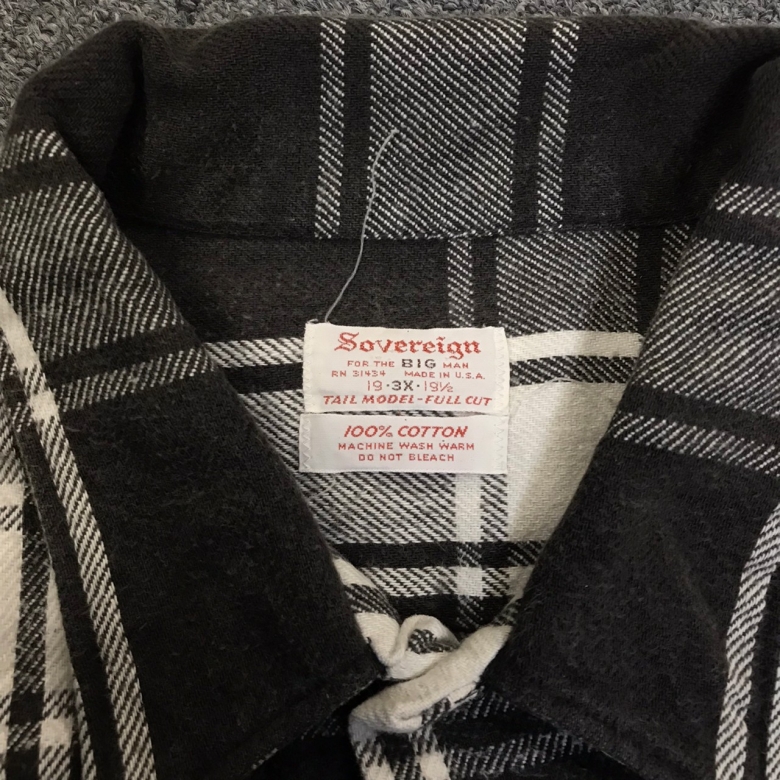 Sovereign
FOR THE BIG MAN
RN 31434 MADE IN U.S.A.
19·3X·19½
TAIL MODEL-FULL CUT
100% COTTON
MACHINE WASH WARM
DO NOT BLEACH